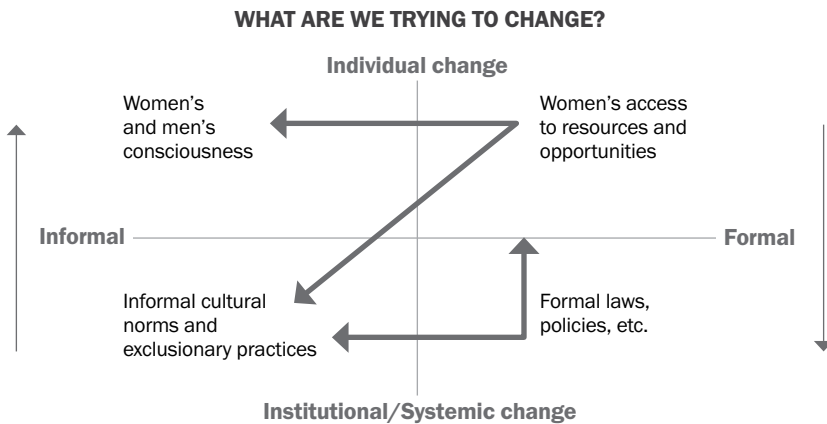 WHAT ARE WE TRYING TO CHANGE?
Individual change
Women's
and men's
consciousness
Women's access
to resources and
opportunities
Informal
Formal
Informal cultural
norms and
exclusionary practices
Formal laws,
policies, etc.
Institutional/Systemic change